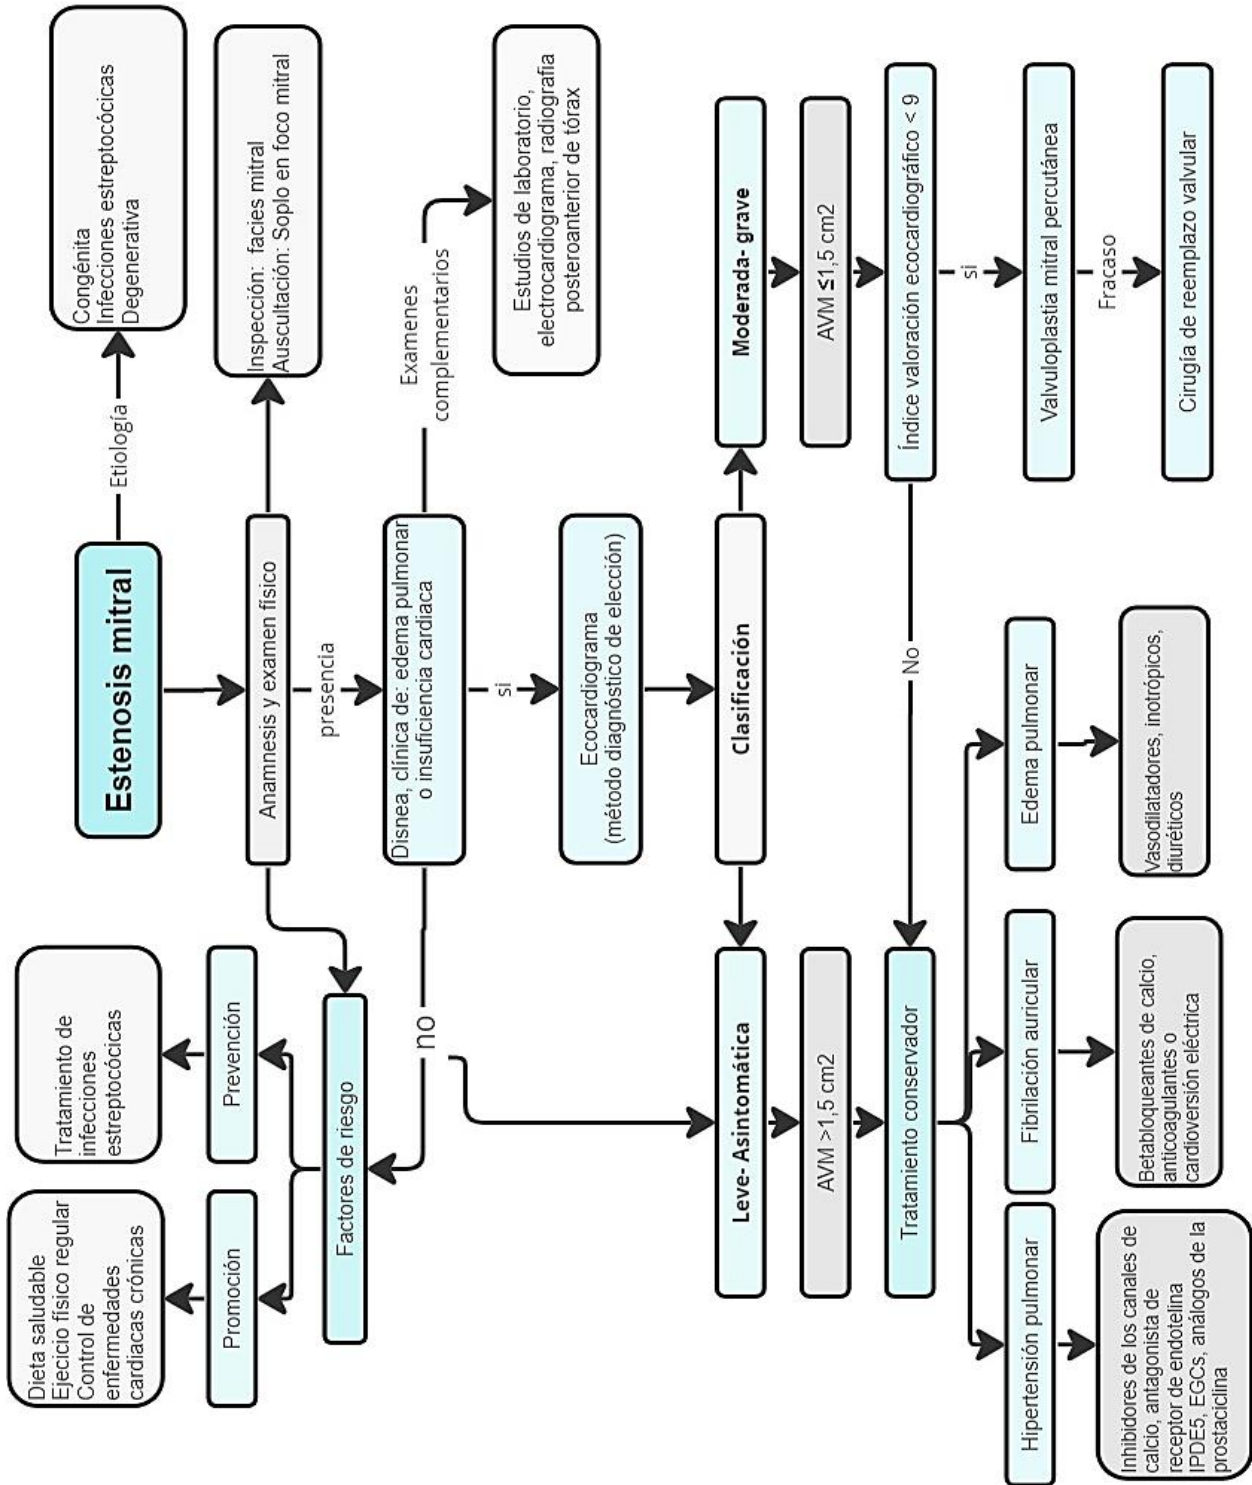 Estenosis mitral
Etiología
Congénita
Infecciones estreptocócicas
Degenerativa
Anamnesis y examen físico
Inspección: facies mitral
Auscultación: Soplo en foco mitral
presencia
Disnea, clínica de: edema pulmonar
o insuficiencia cardiaca
Examenes
complementarios
Estudios de laboratorio,
electrocardiograma, radiografia
posteroanterior de tórax
Dieta saludable
Ejecicio físico regular
Control de
enfermedades
cardiacas crónicas
Tratamiento de
infecciones
estreptocócicas
Promoción
Prevención
Factores de riesgo
no
si
Ecocardiograma
(método diagnóstico de elección)
Clasificación
Leve- Asintomática
AVM >1,5 cm2
Tratamiento conservador
Moderada- grave
AVM ≤1,5 cm2
Índice valoración ecocardiográfico < 9
No
si
Valvuloplastia mitral percutánea
Fracaso
Cirugía de reemplazo valvular
Hipertensión pulmonar
Fibrilación auricular
Edema pulmonar
Inhibidores de los canales de
calcio, antagonista de
receptor de endotelina
IPDE5, EGCs, análogos de la
prostaciclina
Betabloqueantes de calcio,
anticoagulantes o
cardioversión eléctrica
Vasodilatadores, inotrópicos,
diuréticos